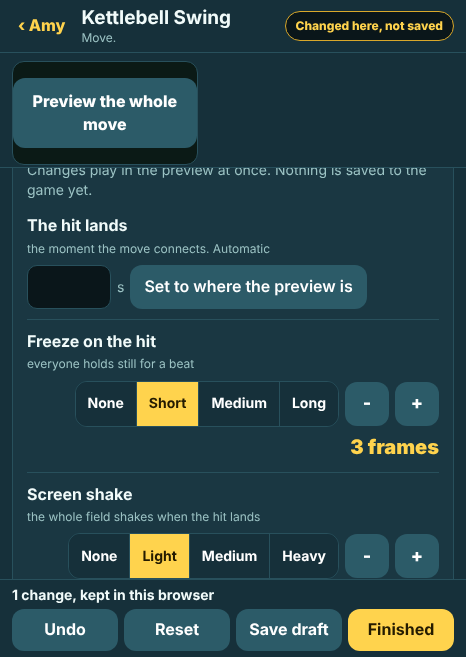 ‹ Amy
Kettlebell Swing
Move.
Changed here, not saved
Preview the whole
move
Changes play in the preview at once. Nothing is saved to the
game yet.
The hit lands
the moment the move connects. Automatic
s
Set to where the preview is
Freeze on the hit
everyone holds still for a beat
None Short Medium Long - +
3 frames
Screen shake
the whole field shakes when the hit lands
None Light Medium Heavy - +
1 change, kept in this browser
Undo Reset Save draft Finished